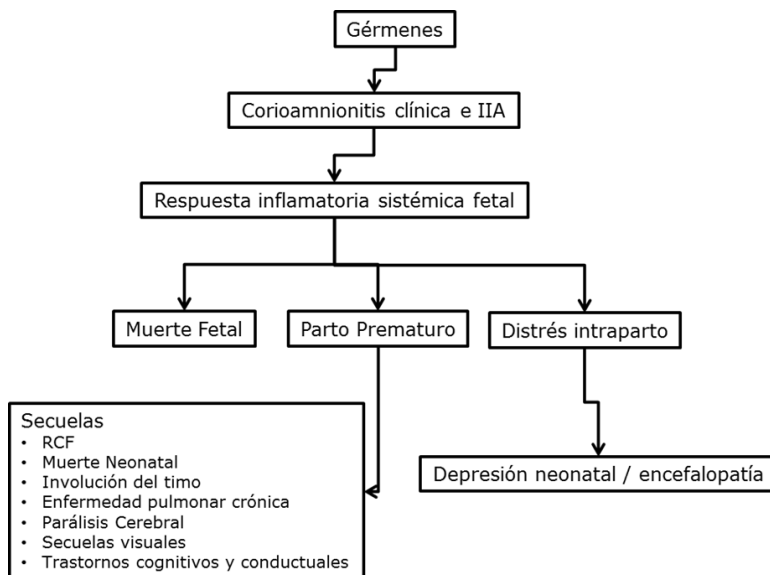 Gérmenes
Corioamnionitis clínica e IIA
Respuesta inflamatoria sistémica fetal
Muerte Fetal
Parto Prematuro
Distrés intraparto
Secuelas
• RCF
• Muerte Neonatal
• Involución del timo
• Enfermedad pulmonar crónica
• Parálisis Cerebral
• Secuelas visuales
• Trastornos cognitivos y conductuales
Depresión neonatal / encefalopatía